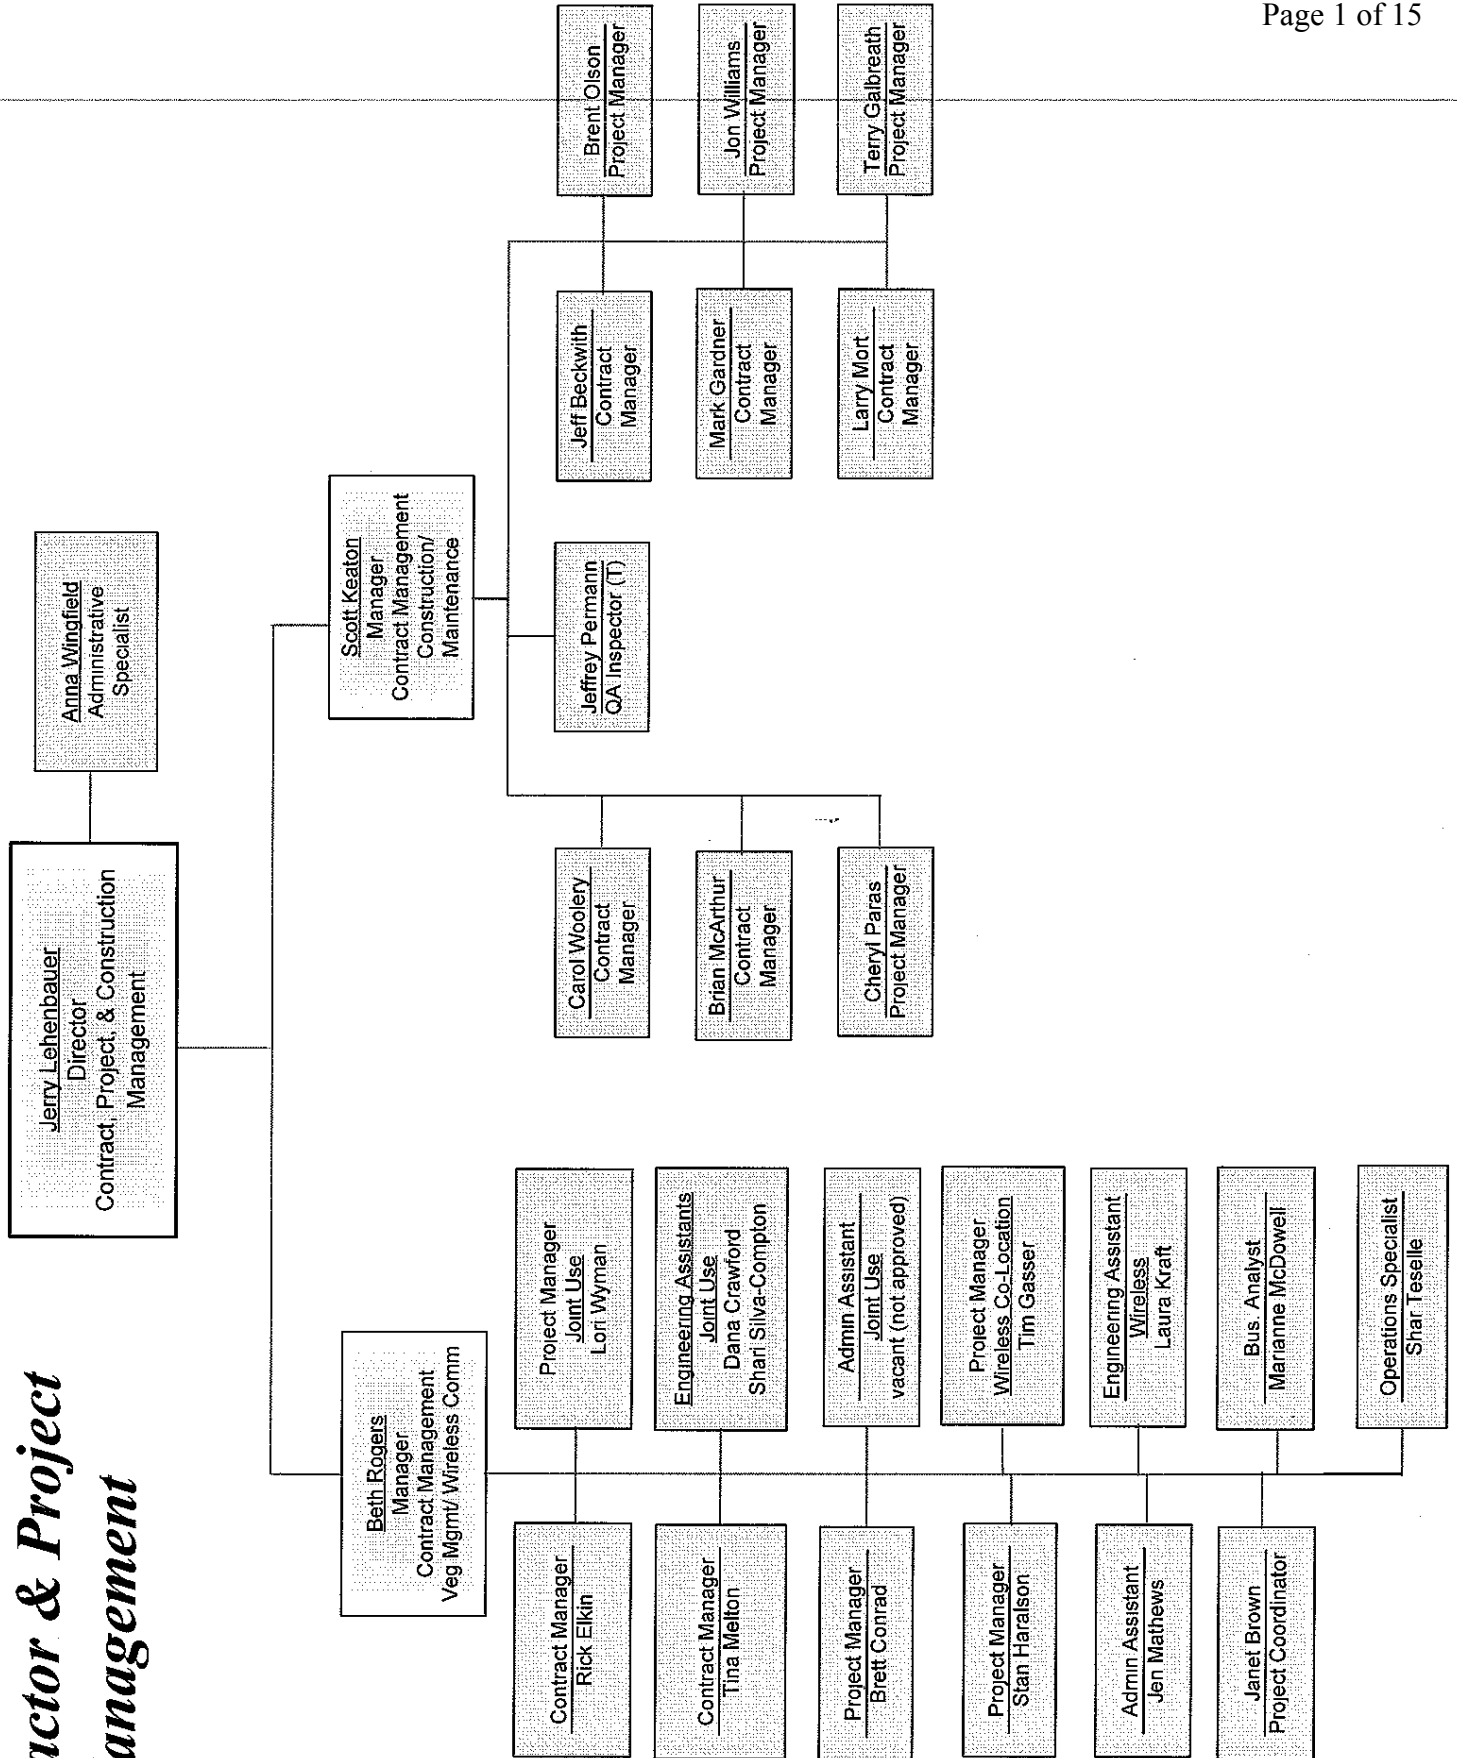 Page 1 of 15
actor & Project
anagement
Jerry Lehenbauer
Director
Contract, Project, & Construction
Management
Anna Wingfield
Administrative
Specialist
Beth Rogers
Manager
Contract Management
Veg Mgmt/ Wireless Comm
Scott Keaton
Manager
Contract Management
Construction/
Maintenance
Contract Manager
Rick Elkin
Project Manager
Joint Use
Lori Wyman
Contract Manager
Tina Melton
Engineering Assistants
Joint Use
Dana Crawford
Shari Silva-Compton
Project Manager
Brett Conrad
Admin Assistant
Joint Use
vacant (not approved)
Project Manager
Stan Haralson
Project Manager
Wireless Co-Location
Tim Gasser
Admin Assistant
Jen Mathews
Engineering Assistant
Wireless
Laura Kraft
Janet Brown
Project Coordinator
Bus. Analyst
Marianne McDowell
Operations Specialist
Shar Teselle
Carol Woolery
Contract
Manager
Brian McArthur
Contract
Manager
Cheryl Paras
Project Manager
Jeffrey Permann
QA Inspector (T)
Jeff Beckwith
Contract
Manager
Brent Olson
Project Manager
Mark Gardner
Contract
Manager
Jon Williams
Project Manager
Larry Mort
Contract
Manager
Terry Galbreath
Project Manager